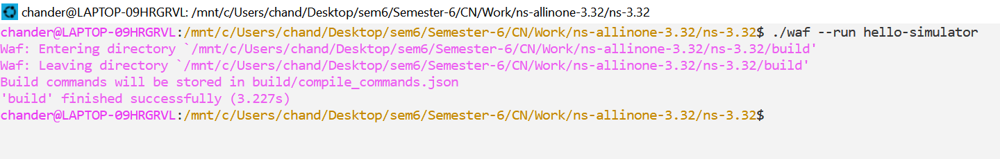 chander@LAPTOP-09HRGRVL: /mnt/c/Users/chand/Desktop/sem6/Semester-6/CN/Work/ns-allinone-3.32/ns-3.32
chander@LAPTOP-09HRGRVL:/mnt/c/Users/chand/Desktop/sem6/Semester-6/CN/Work/ns-allinone-3.32/ns-3.32$ ./waf --run hello-simulator
Waf: Entering directory `/mnt/c/Users/chand/Desktop/sem6/Semester-6/CN/Work/ns-allinone-3.32/ns-3.32/build'
Waf: Leaving directory `/mnt/c/Users/chand/Desktop/sem6/Semester-6/CN/Work/ns-allinone-3.32/ns-3.32/build'
Build commands will be stored in build/compile_commands.json
'build' finished successfully (3.227s)
chander@LAPTOP-09HRGRVL:/mnt/c/Users/chand/Desktop/sem6/Semester-6/CN/Work/ns-allinone-3.32/ns-3.32$